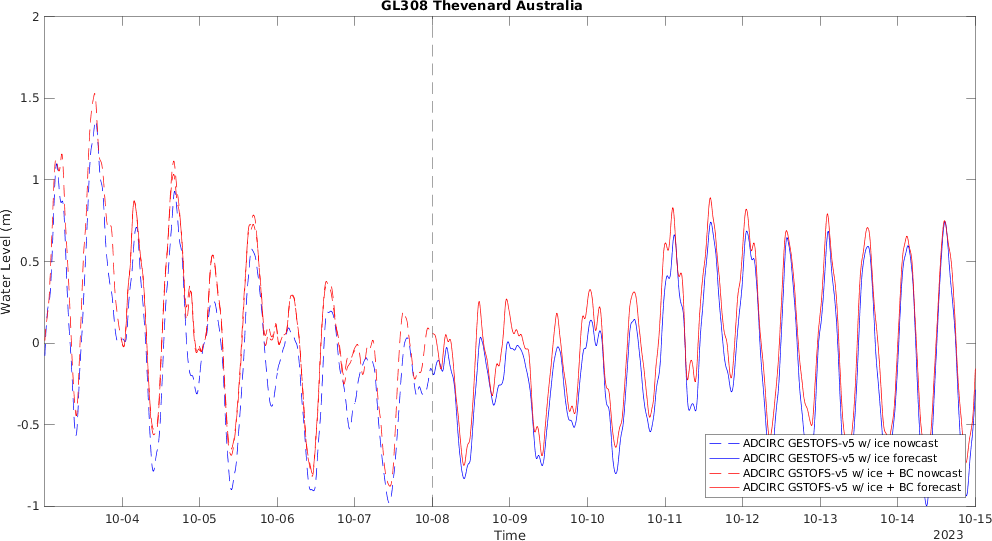 GL308 Thevenard Australia
Water Level (m)
2
1.5
1
0.5
0
-0.5
-1
10-04
10-05
10-06
10-07
10-08
10-09
10-10
10-11
10-12
10-13
10-14
10-15
Time
2023
ADCIRC GESTOFS-v5 w/ ice nowcast
ADCIRC GESTOFS-v5 w/ ice forecast
ADCIRC GSTOFS-v5 w/ ice + BC nowcast
ADCIRC GSTOFS-v5 w/ ice + BC forecast